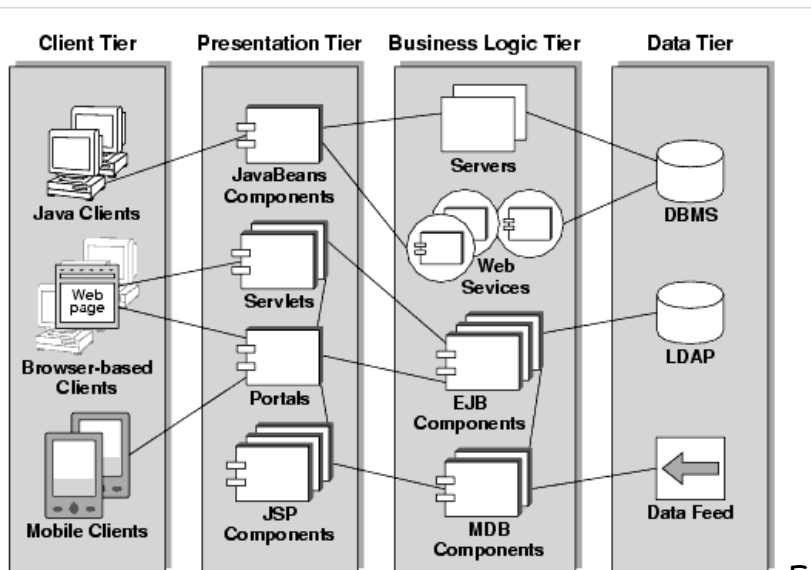 Client Tier
Presentation Tier
Business Logic Tier
Data Tier
Java Clients
Web
page
Browser-based
Clients
Mobile Clients
JavaBeans
Components
Servlets
Portals
JSP
Components
Servers
Web
Sevices
EJB
Components
MDB
Components
DBMS
LDAP
Data Feed